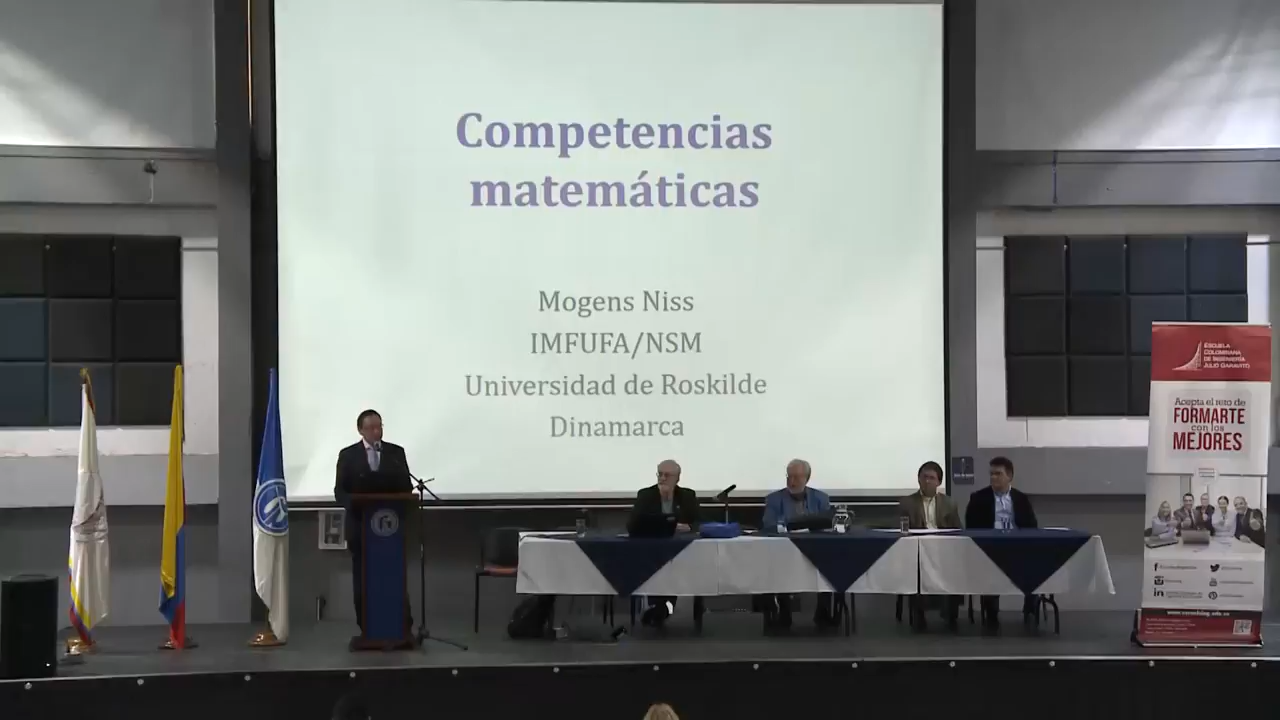 Competencias
matemáticas
Mogens Niss
IMFUFA/NSM
Universidad de Roskilde
Dinamarca
ESCUELA
COLOMBIANA
DE INGENIERÍA
JULIO GARAVITO
Acepta el reto de
FORMARTE
con los
MEJORES